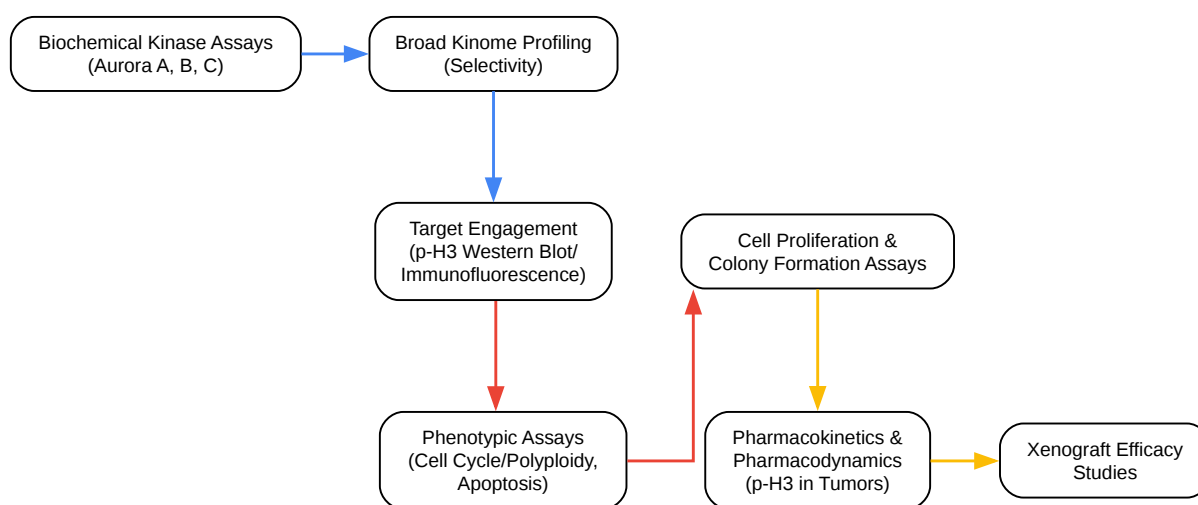 Biochemical Kinase Assays
(Aurora A, B, C)
Broad Kinome Profiling
(Selectivity)
Target Engagement
(p-H3 Western Blot/
Immunofluorescence)
Phenotypic Assays
(Cell Cycle/Polyploidy,
Apoptosis)
Cell Proliferation &
Colony Formation Assays
Pharmacokinetics &
Pharmacodynamics
(p-H3 in Tumors)
Xenograft Efficacy
Studies